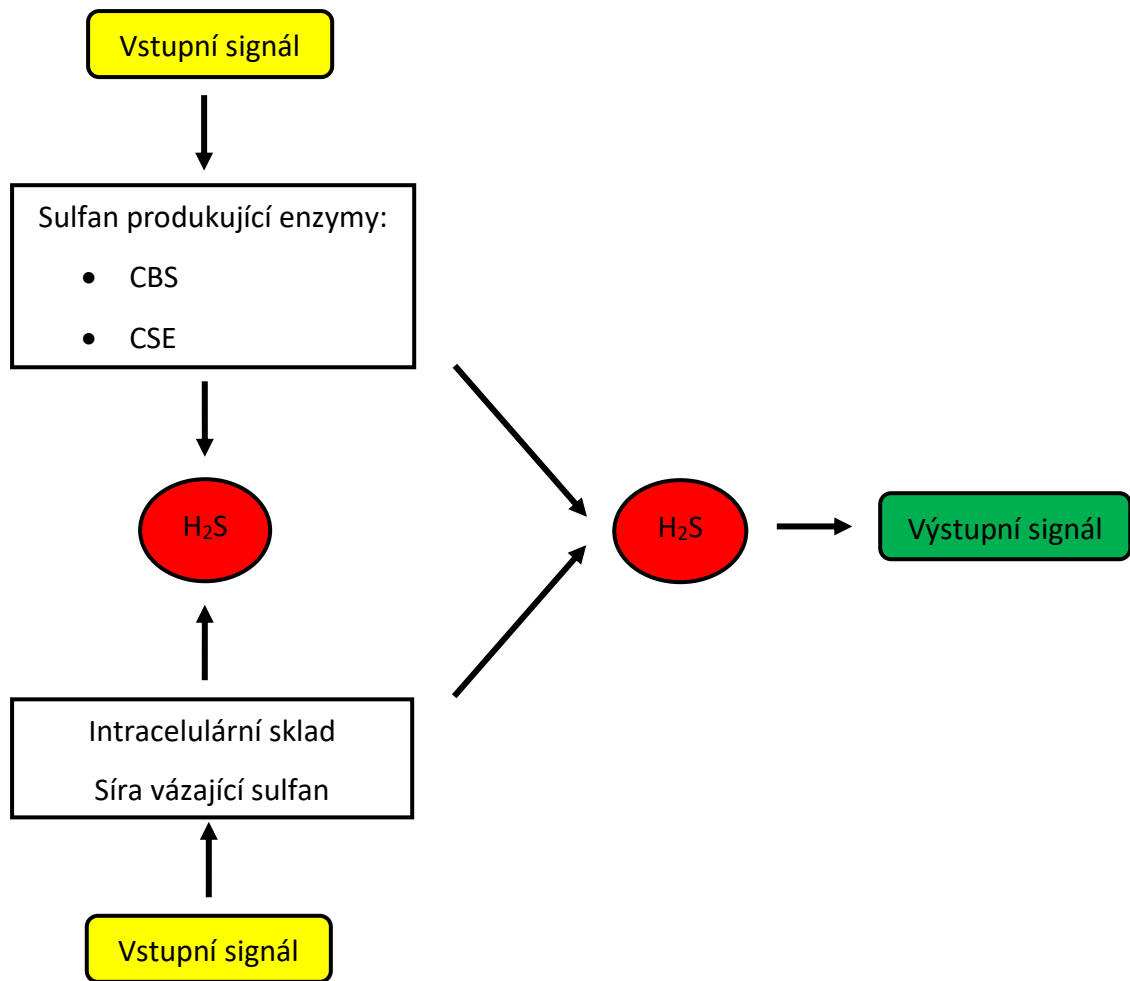 Vstupní signál
Sulfan produkující enzymy:
• CBS
• CSE
H₂S
H₂S
Výstupní signál
Intracelulární sklad
Síra vázající sulfan
Vstupní signál